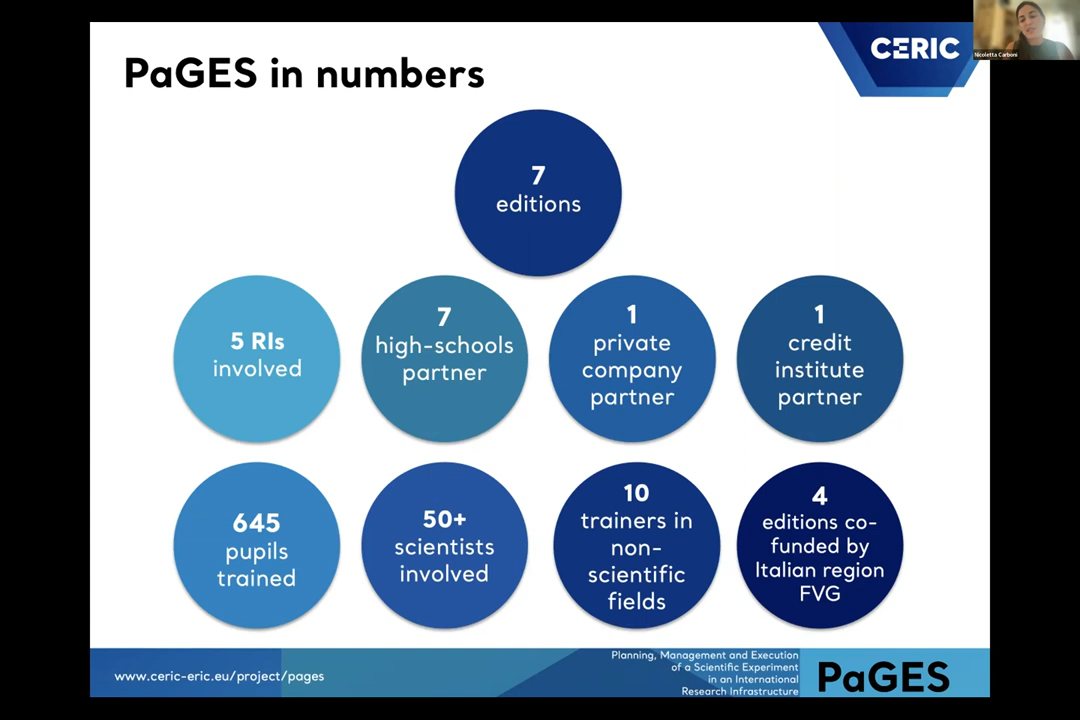 PaGES in numbers
CERIC
Nicoletta Carboni
7
editions
5 RIs
involved
7
high-schools
partner
1
private
company
partner
1
credit
institute
partner
645
pupils
trained
50+
scientists
involved
10
trainers in
non-
scientific
fields
4
editions co-
funded by
Italian region
FVG
www.ceric-eric.eu/project/pages
Planning, Management and Execution
of a Scientific Experiment
in an International
Research Infrastructure
PaGES